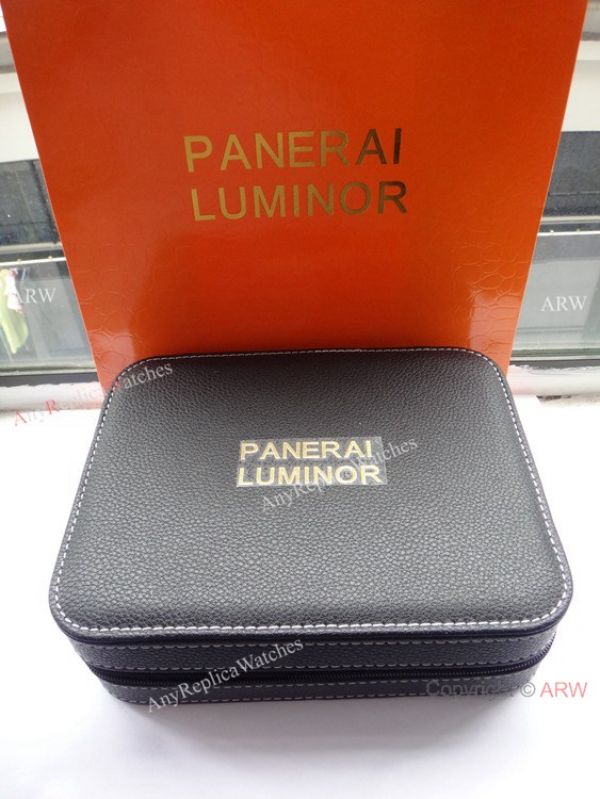 PANERAI
LUMINOR
ARW
ARW
AnyReplicaWatches
PANERAI
LUMINOR
AnyReplicaWatches
AnyReplicaWatches
Copyright © ARW